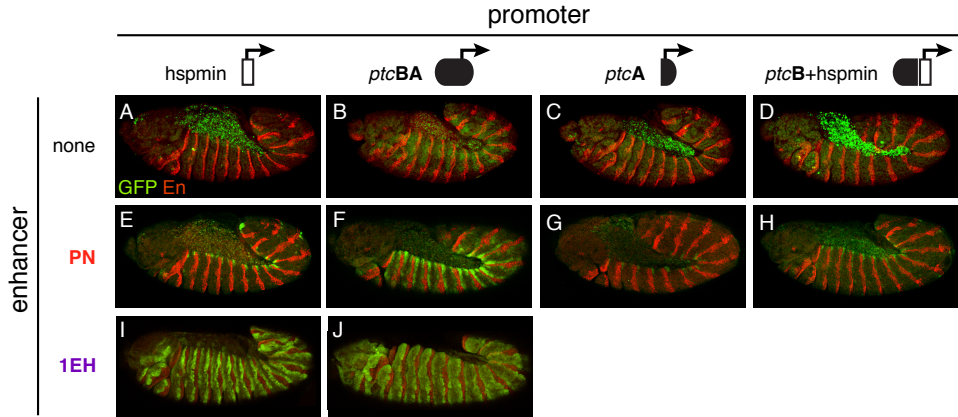 promoter
hspmin
ptcBA
ptcA
ptcB+hspmin
enhancer
none
A
B
C
D
GFP En
PN
E
F
G
H
1EH
I
J